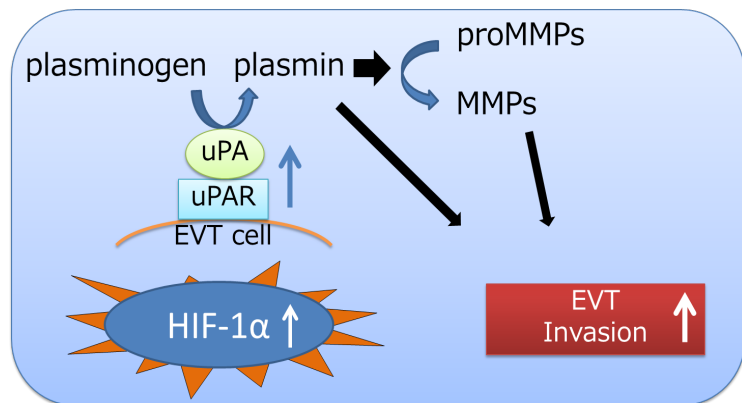 proMMPs
plasminogen plasmin
MMPs
uPA
uPAR
EVT cell
HIF-1α
EVT
Invasion